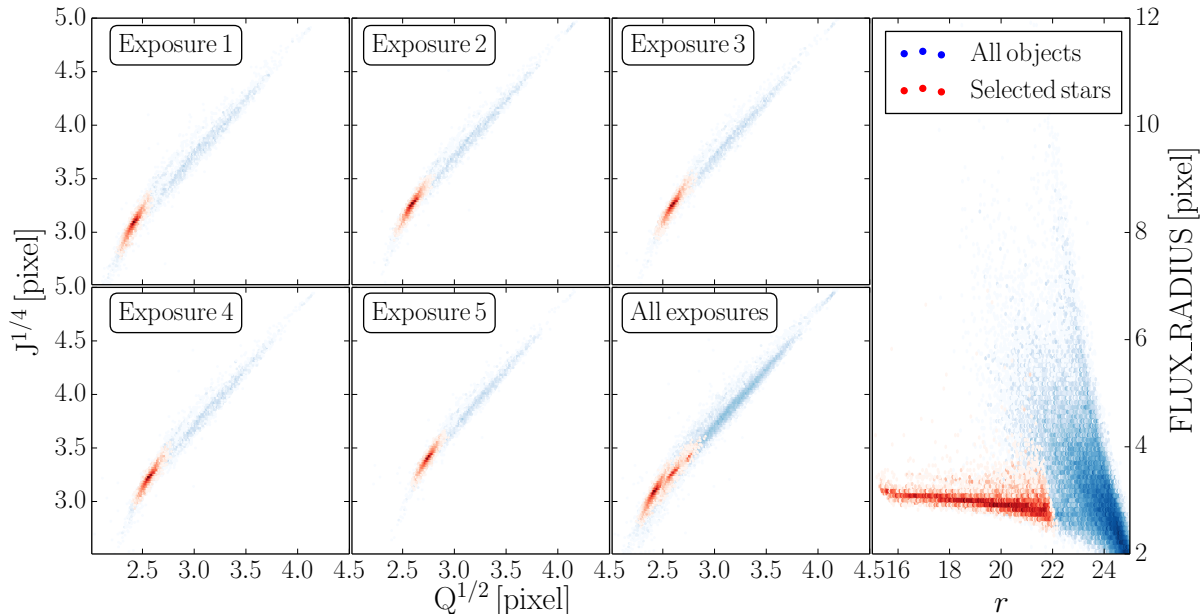 Exposure 1
Exposure 2
Exposure 3
All objects
Selected stars
5.0
4.5
4.0
3.5
3.0
5.0
12
10
8
J^{1/4} [pixel]
FLUX_RADIUS [pixel]
Exposure 4
Exposure 5
All exposures
4.5
4.0
3.5
3.0
6
4
2
2.5 3.0 3.5 4.0 4.5 2.5 3.0 3.5 4.0 4.5 2.5 3.0 3.5 4.0 4.5 16 18 20 22 24
Q^{1/2} [pixel]
r